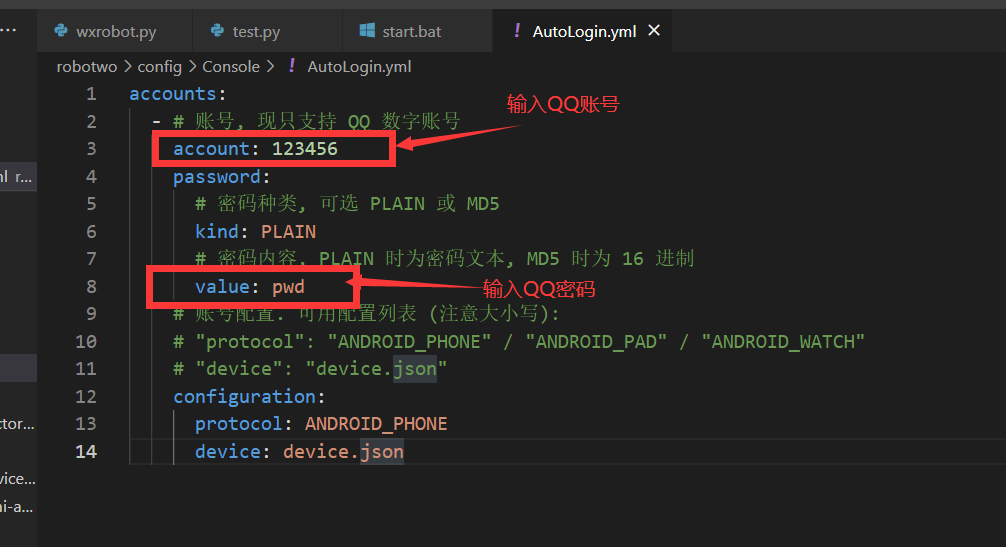 ··· wxrobot.py test.py start.bat ! AutoLogin.yml ×
robotwo > config > Console > ! AutoLogin.yml
1 accounts:
输入QQ账号
2 - # 账号, 现只支持 QQ 数字账号
3 account: 123456
4 password:
nl r...
5 # 密码种类, 可选 PLAIN 或 MD5
6 kind: PLAIN
7 # 密码内容, PLAIN 时为密码文本, MD5 时为 16 进制
8 value: pwd
输入QQ密码
9 # 账号配置. 可用配置列表 (注意大小写):
10 # "protocol": "ANDROID_PHONE" / "ANDROID_PAD" / "ANDROID_WATCH"
11 # "device": "device.json"
12 configuration:
ctor...
13 protocol: ANDROID_PHONE
14 device: device.json
vice...
ni-a...